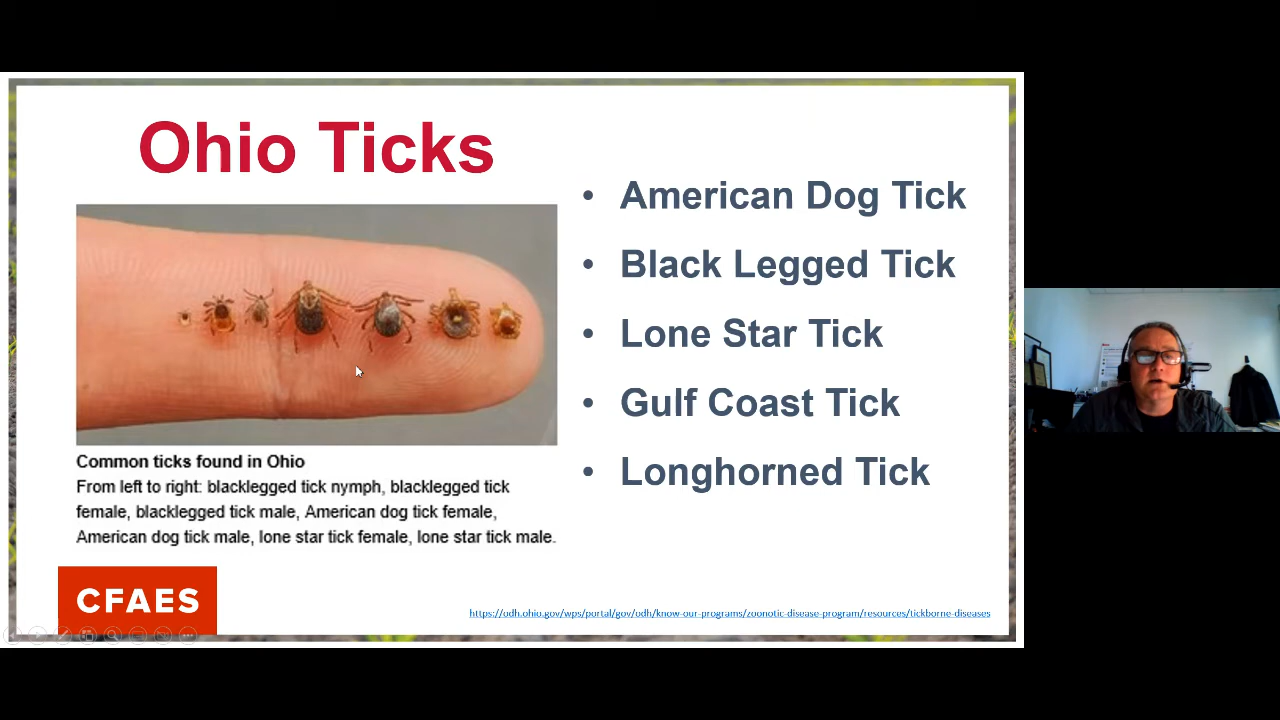 Ohio Ticks
Common ticks found in Ohio
From left to right: blacklegged tick nymph, blacklegged tick
female, blacklegged tick male, American dog tick female,
American dog tick male, lone star tick female, lone star tick male.
• American Dog Tick
• Black Legged Tick
• Lone Star Tick
• Gulf Coast Tick
• Longhorned Tick
CFAES
https://odh.ohio.gov/wps/portal/gov/odh/know-our-programs/zoonotic-disease-program/resources/tickborne-diseases